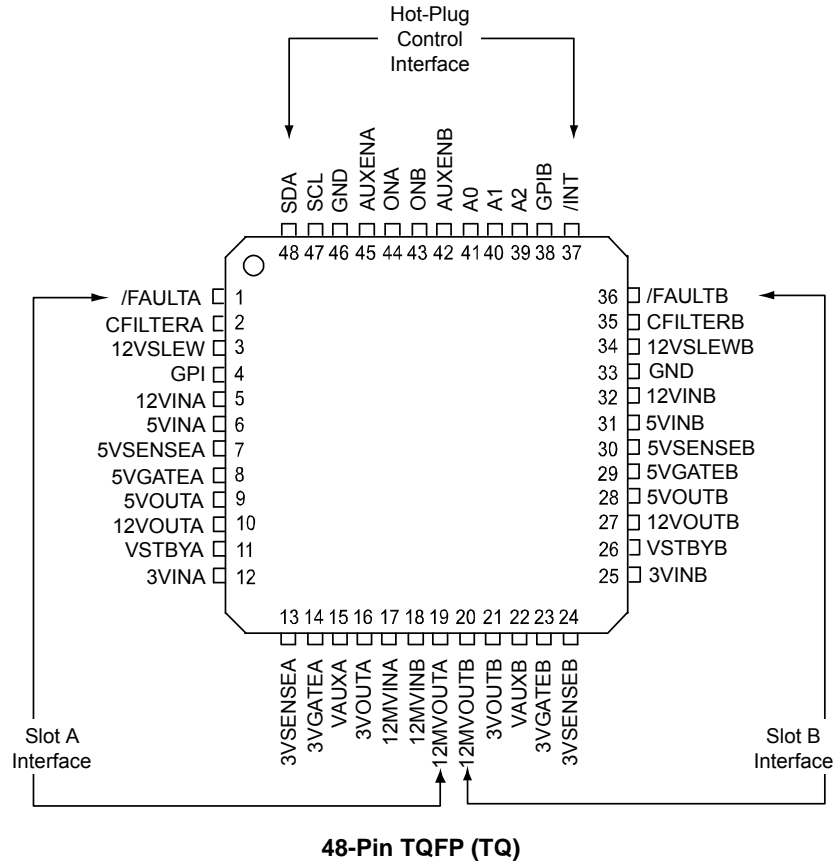 Hot-Plug
Control
Interface
SDA
SCL
GND
AUXENA
ONA
ONB
AUXENB
A0
A1
A2
GPIB
/INT
48 47 46 45 44 43 42 41 40 39 38 37
/FAULTA 1
CFILTERA 2
12VSLEW 3
GPI 4
12VINA 5
5VINA 6
5VSENSEA 7
5VGATEA 8
5VOUTA 9
12VOUTA 10
VSTBYA 11
3VINA 12
36 /FAULTB
35 CFILTERB
34 12VSLEWB
33 GND
32 12VINB
31 5VINB
30 5VSENSEB
29 5VGATEB
28 5VOUTB
27 12VOUTB
26 VSTBYB
25 3VINB
13 14 15 16 17 18 19 20 21 22 23 24
3VSENSEA
3VGATEA
VAUXA
3VOUTA
12MVINA
12MVINB
12MVOUTA
12MVOUTB
3VOUTB
VAUXB
3VGATEB
3VSENSEB
Slot A
Interface
Slot B
Interface
48-Pin TQFP (TQ)